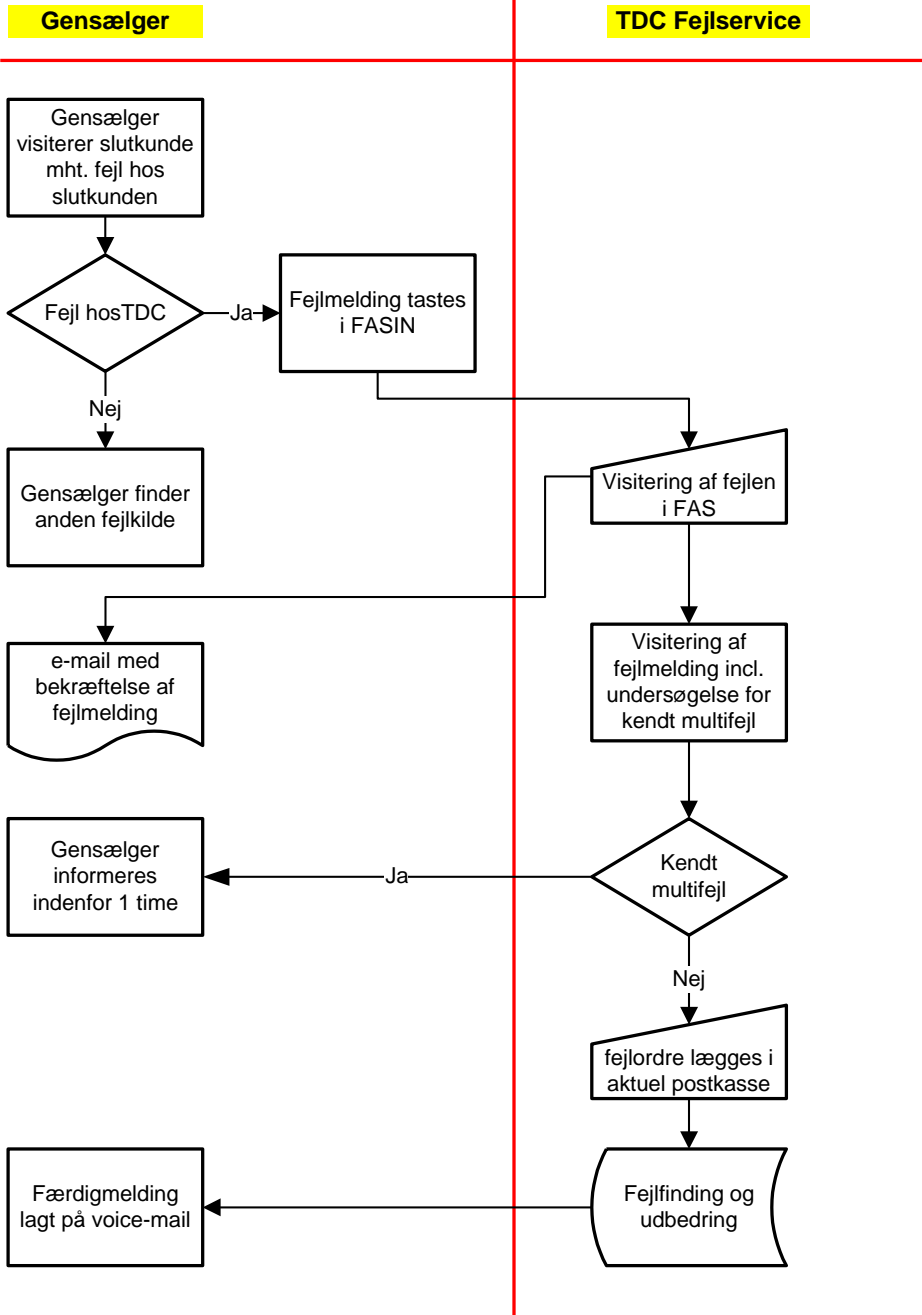 Gensælger
TDC Fejlservice
Gensælger
visiterer slutkunde
mht. fejl hos
slutkunden
Fejl hosTDC
Ja
Fejlmelding tastes
i FASIN
Nej
Gensælger finder
anden fejlkilde
Visitering af fejlen
i FAS
e-mail med
bekræftelse af
fejlmelding
Visitering af
fejlmelding incl.
undersøgelse for
kendt multifejl
Gensælger
informeres
indenfor 1 time
Ja
Kendt
multifejl
Nej
fejlordre lægges i
aktuel postkasse
Færdigmelding
lagt på voice-mail
Fejlfinding og
udbedring